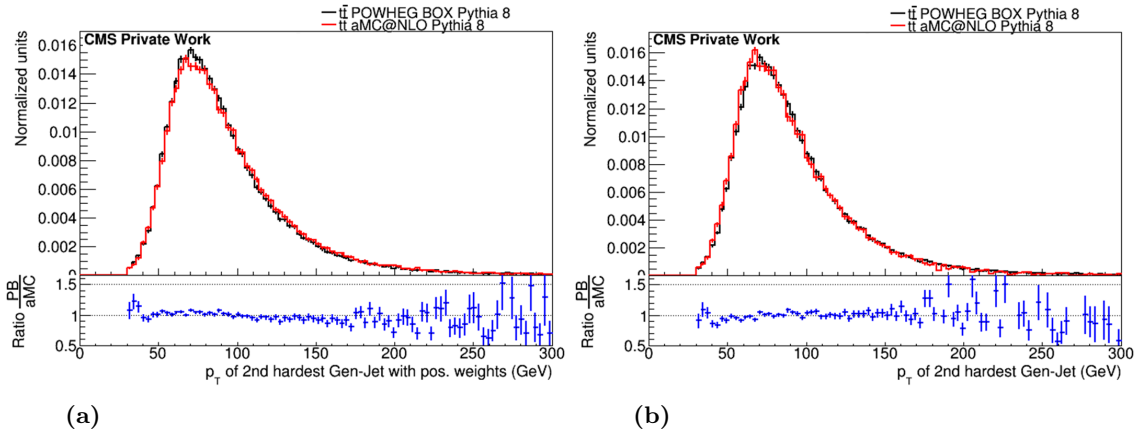 tt̄ POWHEG BOX Pythia 8
tt̄ aMC@NLO Pythia 8
CMS Private Work
Normalized units
0.016
0.014
0.012
0.01
0.008
0.006
0.004
0.002
0
Ratio PB/aMC
1.5
1
0.5
0 50 100 150 200 250 300
p_T of 2nd hardest Gen-Jet with pos. weights (GeV)
(a)
tt̄ POWHEG BOX Pythia 8
tt̄ aMC@NLO Pythia 8
CMS Private Work
Normalized units
0.016
0.014
0.012
0.01
0.008
0.006
0.004
0.002
0
Ratio PB/aMC
1.5
1
0.5
0 50 100 150 200 250 300
p_T of 2nd hardest Gen-Jet (GeV)
(b)